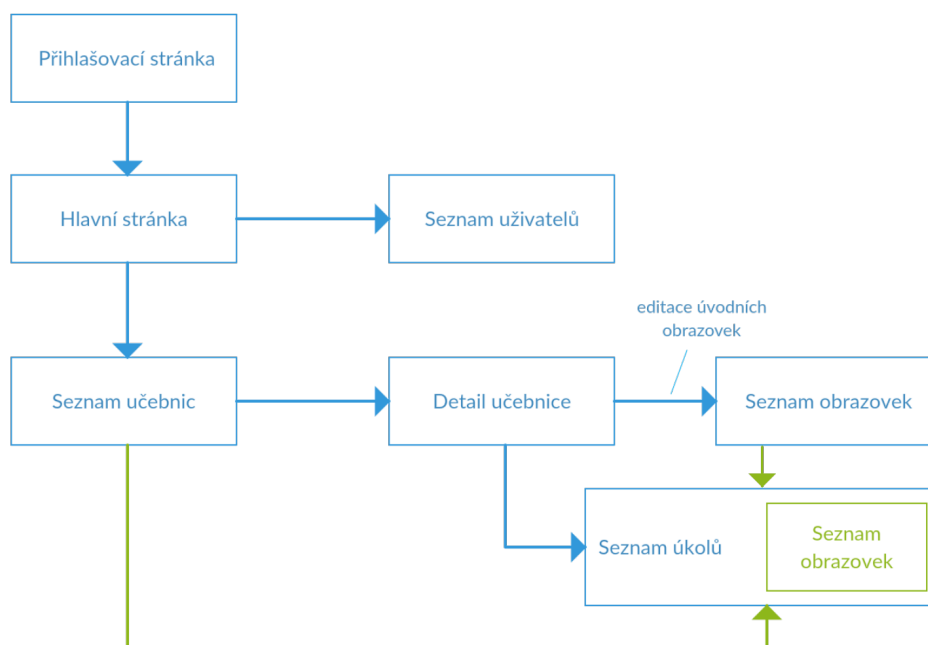 Přihlašovací stránka
Hlavní stránka
Seznam uživatelů
editace úvodních
obrazovek
Seznam učebnic
Detail učebnice
Seznam obrazovek
Seznam úkolů
Seznam
obrazovek